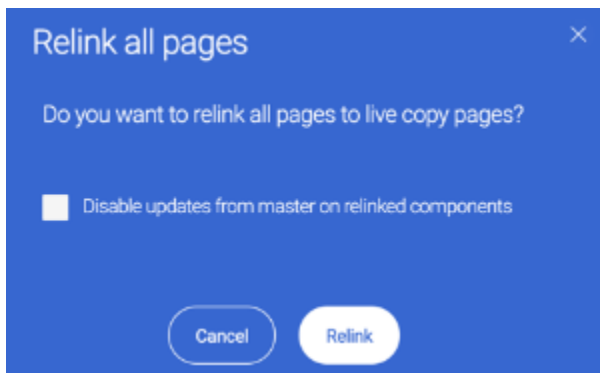 Relink all pages
Do you want to relink all pages to live copy pages?
Disable updates from master on relinked components
Cancel
Relink